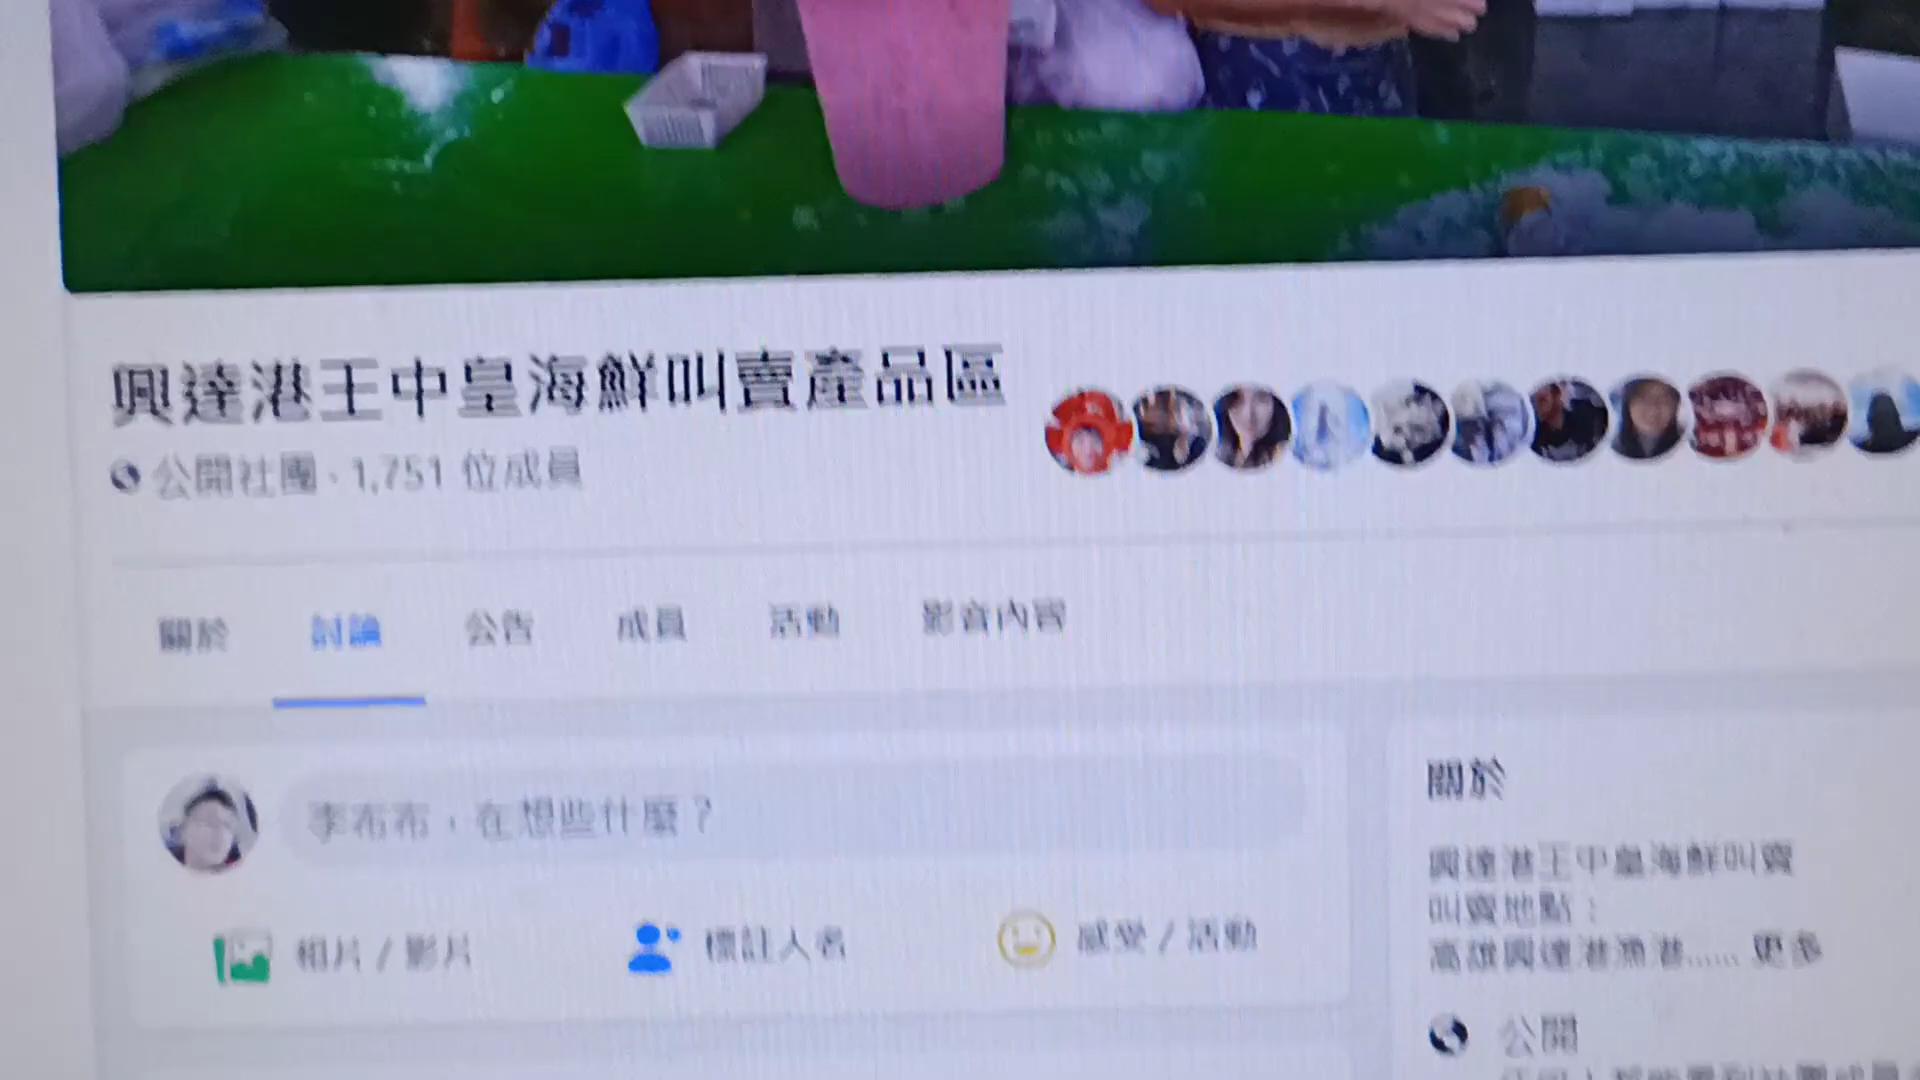 興達港王中皇海鮮叫賣產品區
公開社團·1,751 位成員
關於 討論 公告 成員 活動 影音內容
李布布，在想些什麼？
相片 / 影片 標註人名 感受 / 活動
關於
興達港王中皇海鮮叫賣
叫賣地點：
高雄興達港漁港...... 更多
公開